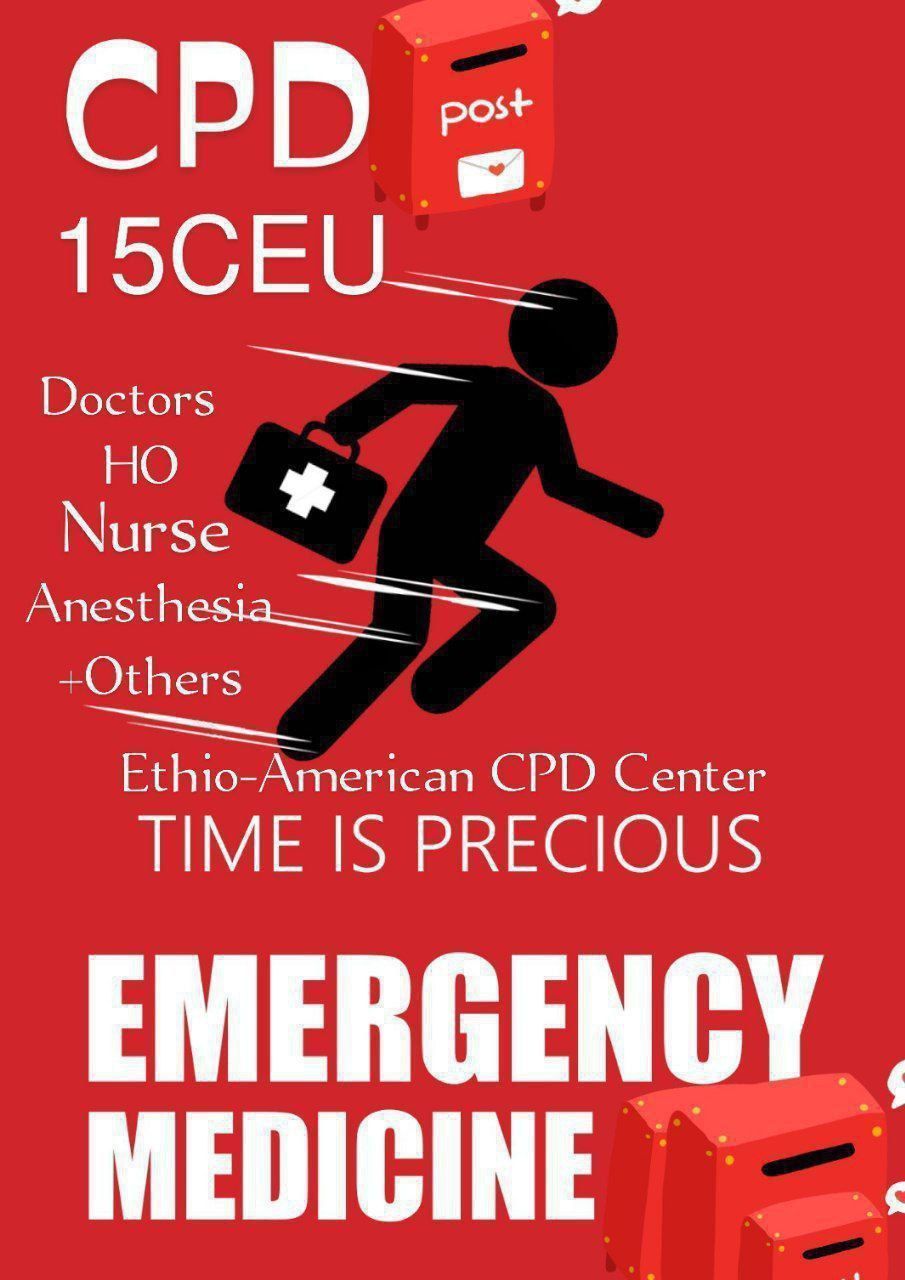 CPD
post
15CEU
Doctors
HO
Nurse
Anesthesia
+Others
Ethio-American CPD Center
TIME IS PRECIOUS
EMERGENCY
MEDICINE